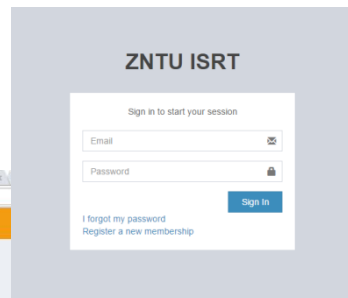 ZNTU ISRT
Sign in to start your session
Email
Password
Sign In
I forgot my password
Register a new membership